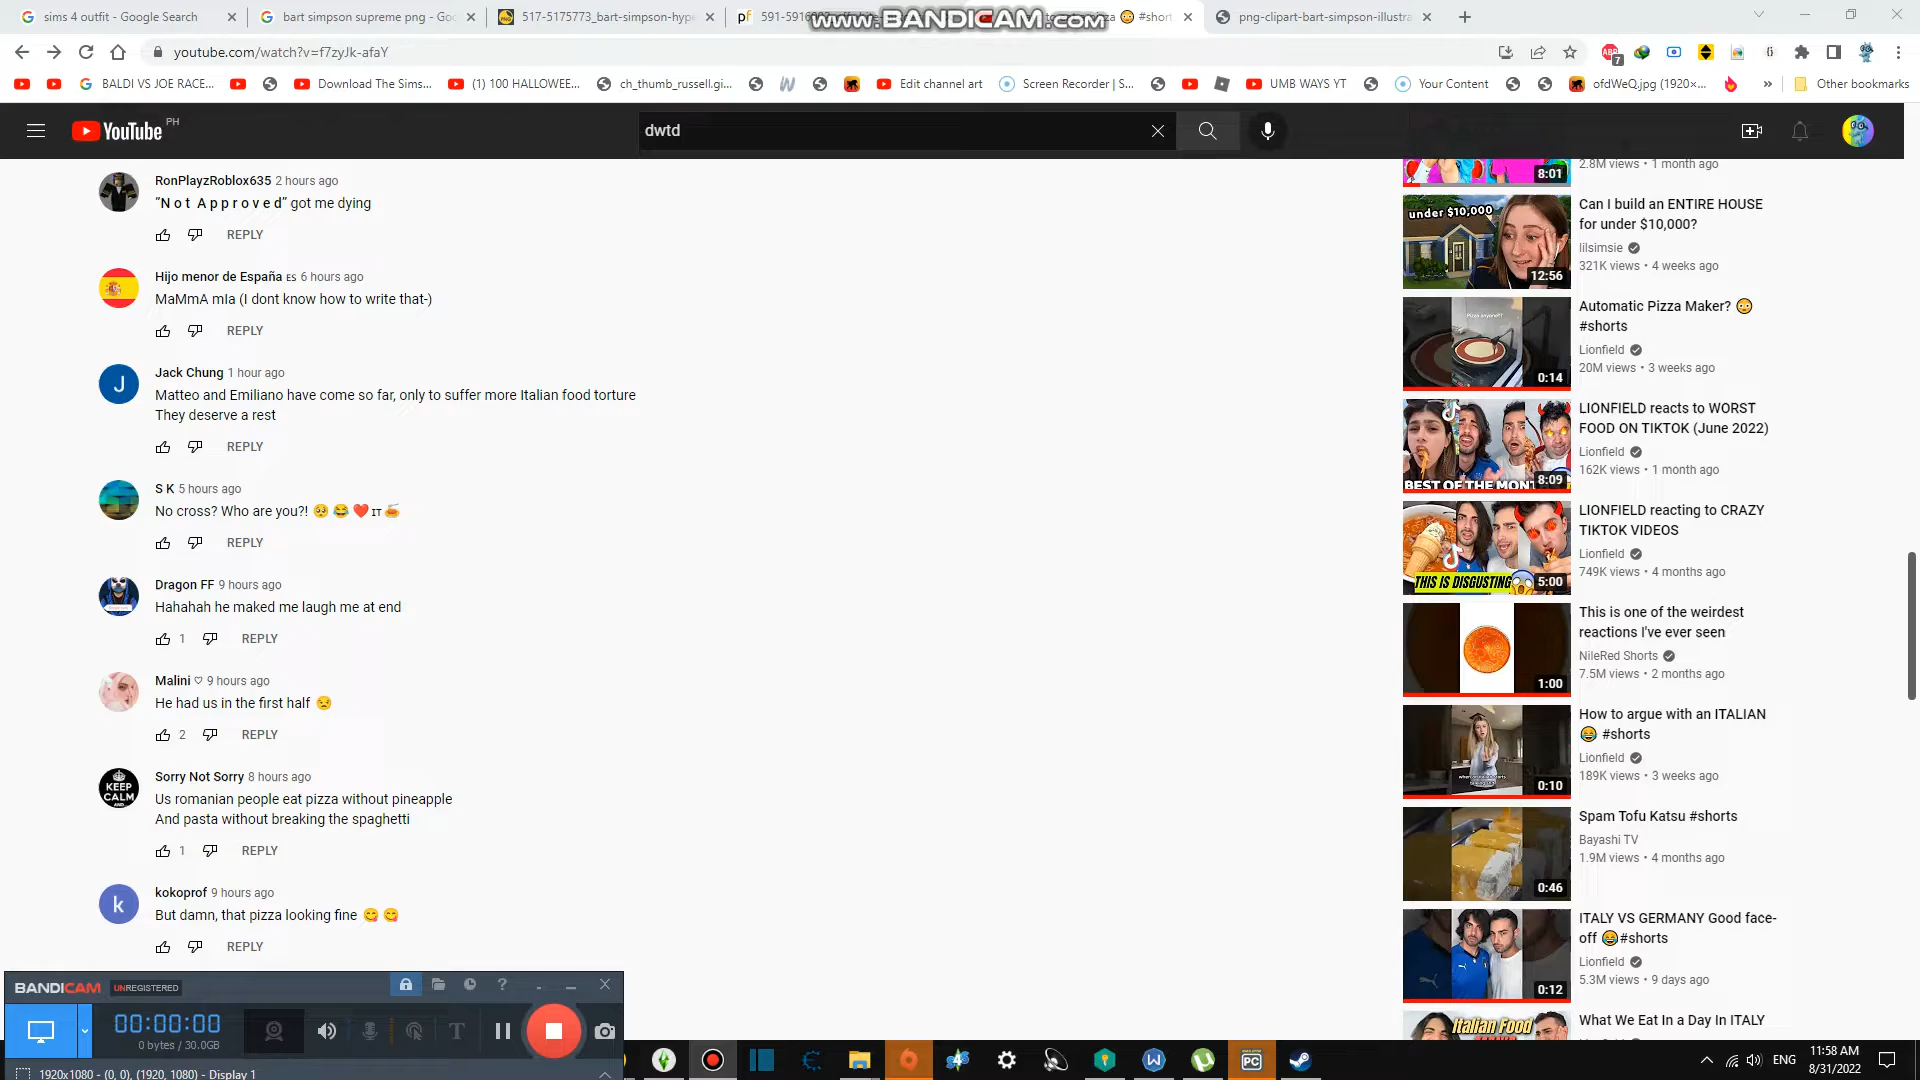 sims 4 outfit - Google Search
bart simpson supreme png - Goo
517-5175773_bart-simpson-hype
#short
png-clipart-bart-simpson-illustra
www.BANDICAM.com
youtube.com/watch?v=f7zyJk-afaY
BALDI VS JOE RACE...
Download The Sims...
(1) 100 HALLOWEE...
ch_thumb_russell.gi...
Edit channel art
Screen Recorder | S...
UMB WAYS YT
Your Content
ofdWeQ.jpg (1920×...
Other bookmarks
YouTube PH
dwtd
RonPlayzRoblox635 2 hours ago
"N o t A p p r o v e d" got me dying
REPLY
Hijo menor de España ES 6 hours ago
MaMmA mIa (I dont know how to write that-)
REPLY
J
Jack Chung 1 hour ago
Matteo and Emiliano have come so far, only to suffer more Italian food torture
They deserve a rest
REPLY
S K 5 hours ago
No cross? Who are you?! 🥺 😂 ❤️ IT 🍝
REPLY
Dragon FF 9 hours ago
Hahahah he maked me laugh me at end
1 REPLY
Malini ♡ 9 hours ago
He had us in the first half 😒
2 REPLY
KEEP CALM AND
Sorry Not Sorry 8 hours ago
Us romanian people eat pizza without pineapple
And pasta without breaking the spaghetti
1 REPLY
k
kokoprof 9 hours ago
But damn, that pizza looking fine 😋 😋
REPLY
8:01
2.8M views • 1 month ago
under $10,000
12:56
Can I build an ENTIRE HOUSE
for under $10,000?
lilsimsie
321K views • 4 weeks ago
0:14
Automatic Pizza Maker? 😳
#shorts
Lionfield
20M views • 3 weeks ago
BEST OF THE MONT
8:09
LIONFIELD reacts to WORST
FOOD ON TIKTOK (June 2022)
Lionfield
162K views • 1 month ago
THIS IS DISGUSTING
5:00
LIONFIELD reacting to CRAZY
TIKTOK VIDEOS
Lionfield
749K views • 4 months ago
1:00
This is one of the weirdest
reactions I've ever seen
NileRed Shorts
7.5M views • 2 months ago
0:10
How to argue with an ITALIAN
😂 #shorts
Lionfield
189K views • 3 weeks ago
0:46
Spam Tofu Katsu #shorts
Bayashi TV
1.9M views • 4 months ago
0:12
ITALY VS GERMANY Good face-
off 😂#shorts
Lionfield
5.3M views • 9 days ago
Italian Food
What We Eat In a Day In ITALY
BANDICAM UNREGISTERED
00:00:00
0 bytes / 30.0GB
1920x1080 - (0, 0), (1920, 1080) - Display 1
ENG
11:58 AM
8/31/2022